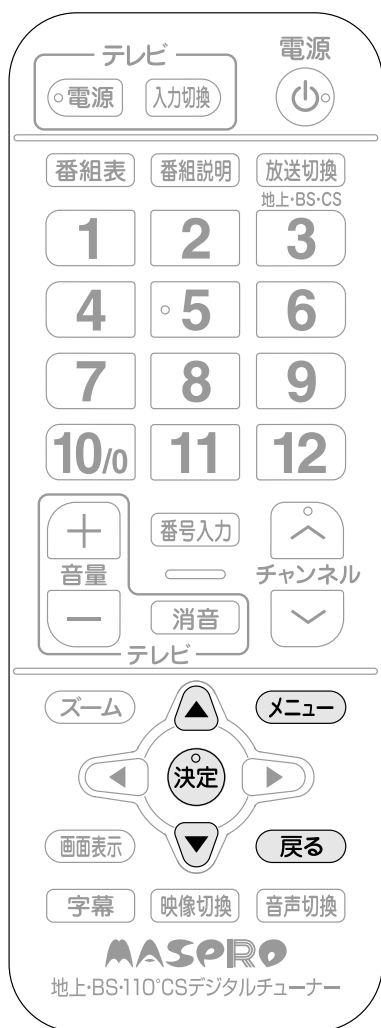 テレビ
電源
電源
入力切換
番組表
番組説明
放送切換
地上・BS・CS
1
2
3
4
5
6
7
8
9
10/0
11
12
＋
番号入力
音量
チャンネル
−
消音
テレビ
ズーム
▲
メニュー
◀
決定
▶
画面表示
▼
戻る
字幕
映像切換
音声切換
MASPRO
地上・BS・110°CSデジタルチューナー